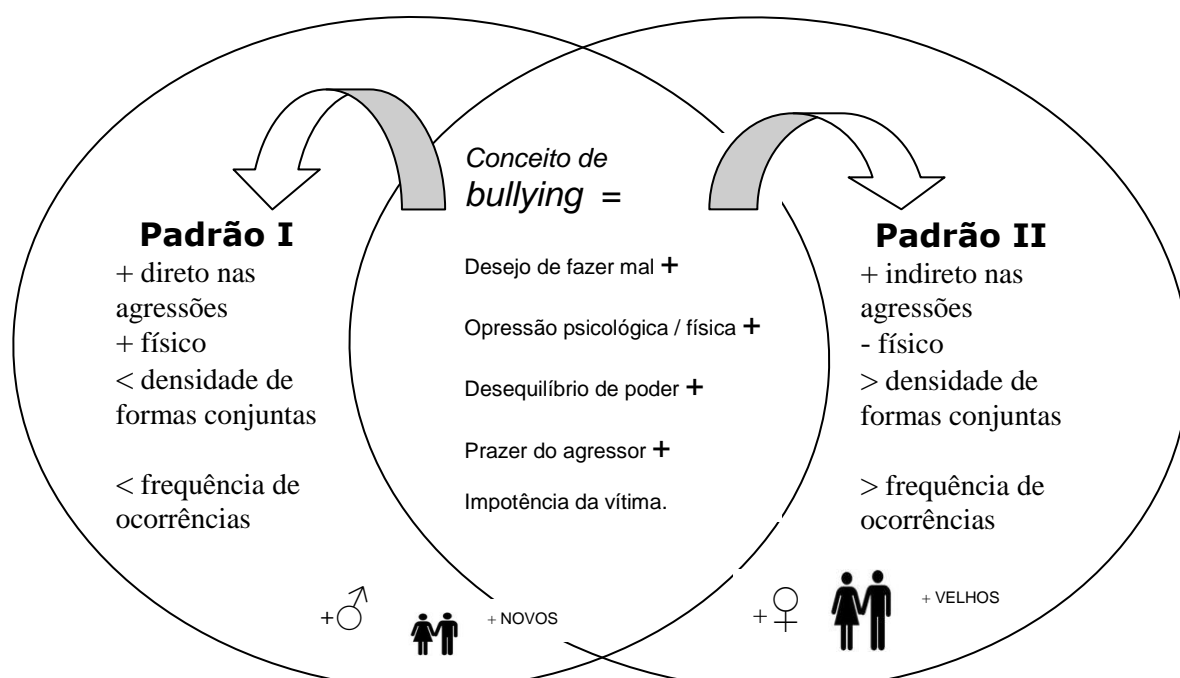 Conceito de
bullying =
Padrão I
+ direto nas
agressões
+ físico
< densidade de
formas conjuntas
< frequência de
ocorrências
Desejo de fazer mal +
Opressão psicológica / física +
Desequilíbrio de poder +
Prazer do agressor +
Impotência da vítima.
Padrão II
+ indireto nas
agressões
- físico
> densidade de
formas conjuntas
> frequência de
ocorrências
+♂
+ NOVOS
+♀
+ VELHOS